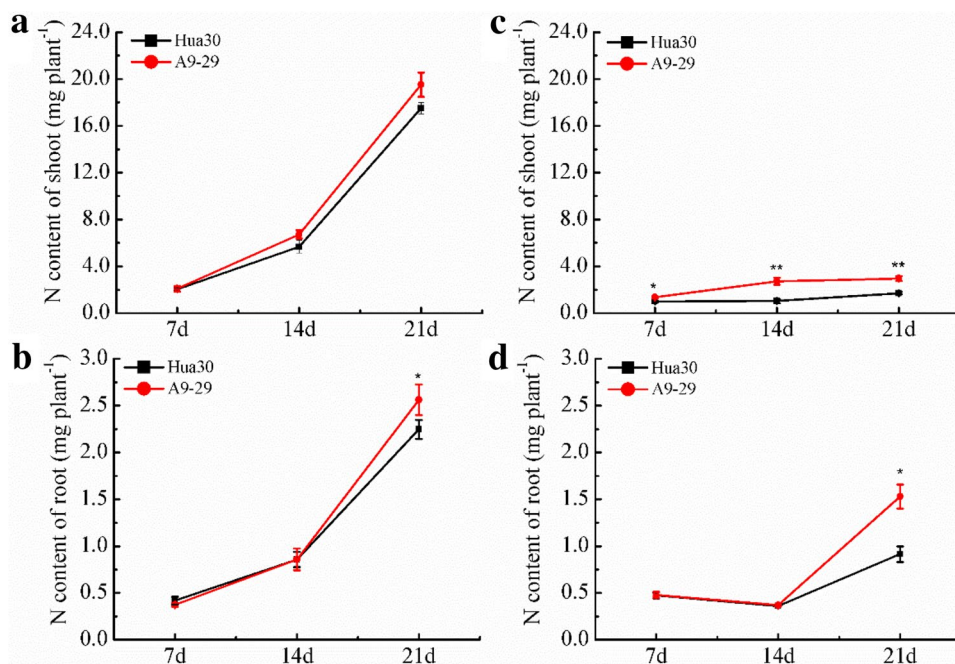 a
N content of shoot (mg plant⁻¹)
24.0
20.0
16.0
12.0
8.0
4.0
0.0
Hua30
A9-29
7d
14d
21d
c
N content of shoot (mg plant⁻¹)
24.0
20.0
16.0
12.0
8.0
4.0
0.0
Hua30
A9-29
*
**
**
7d
14d
21d
b
N content of root (mg plant⁻¹)
3.0
2.5
2.0
1.5
1.0
0.5
0.0
Hua30
A9-29
*
7d
14d
21d
d
N content of root (mg plant⁻¹)
3.0
2.5
2.0
1.5
1.0
0.5
0.0
Hua30
A9-29
*
7d
14d
21d